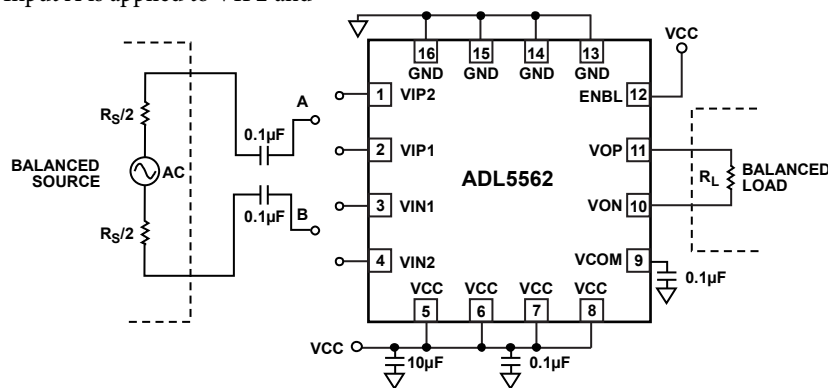 Input A is applied to VIP2 and
16 15 14 13
GND GND GND GND
VCC
ENBL 12
1 VIP2
2 VIP1
3 VIN1
4 VIN2
A
B
RS/2
RS/2
0.1µF
0.1µF
BALANCED
SOURCE
AC
ADL5562
VOP 11
VON 10
VCOM 9
RL
BALANCED
LOAD
0.1µF
VCC VCC VCC VCC
5 6 7 8
VCC
10µF
0.1µF